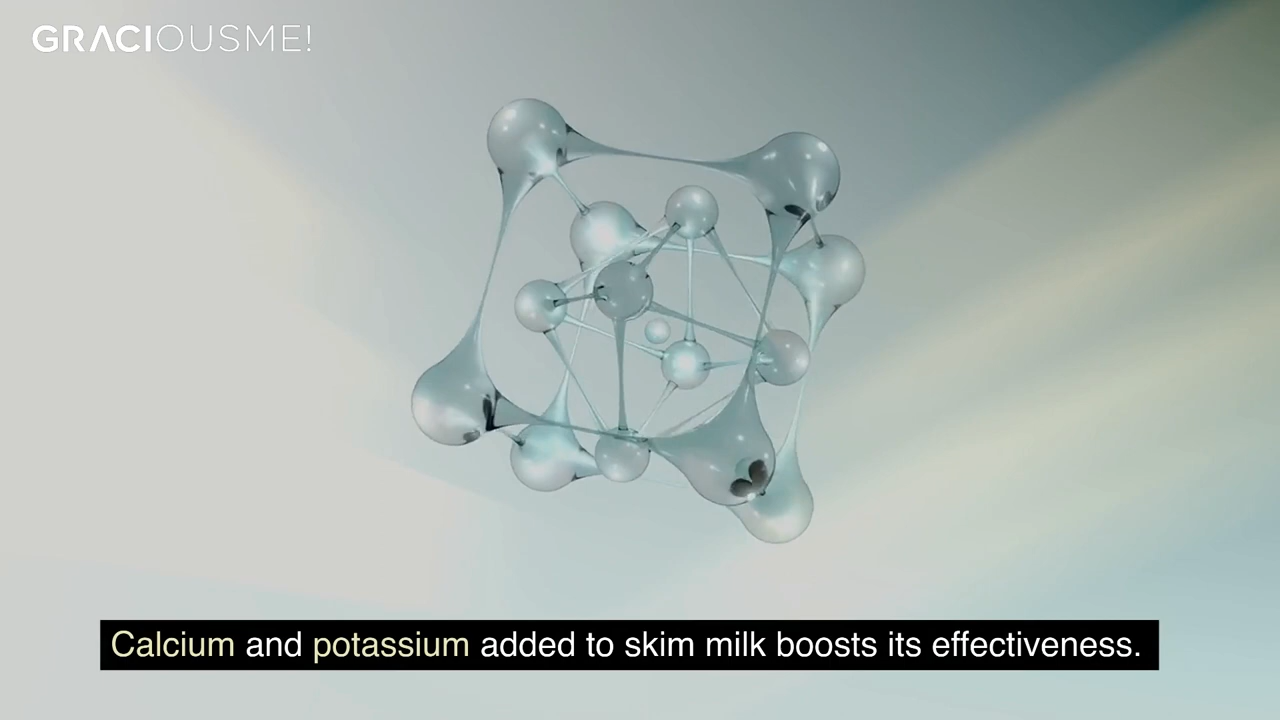 GRACIOUSME!
Calcium and potassium added to skim milk boosts its effectiveness.